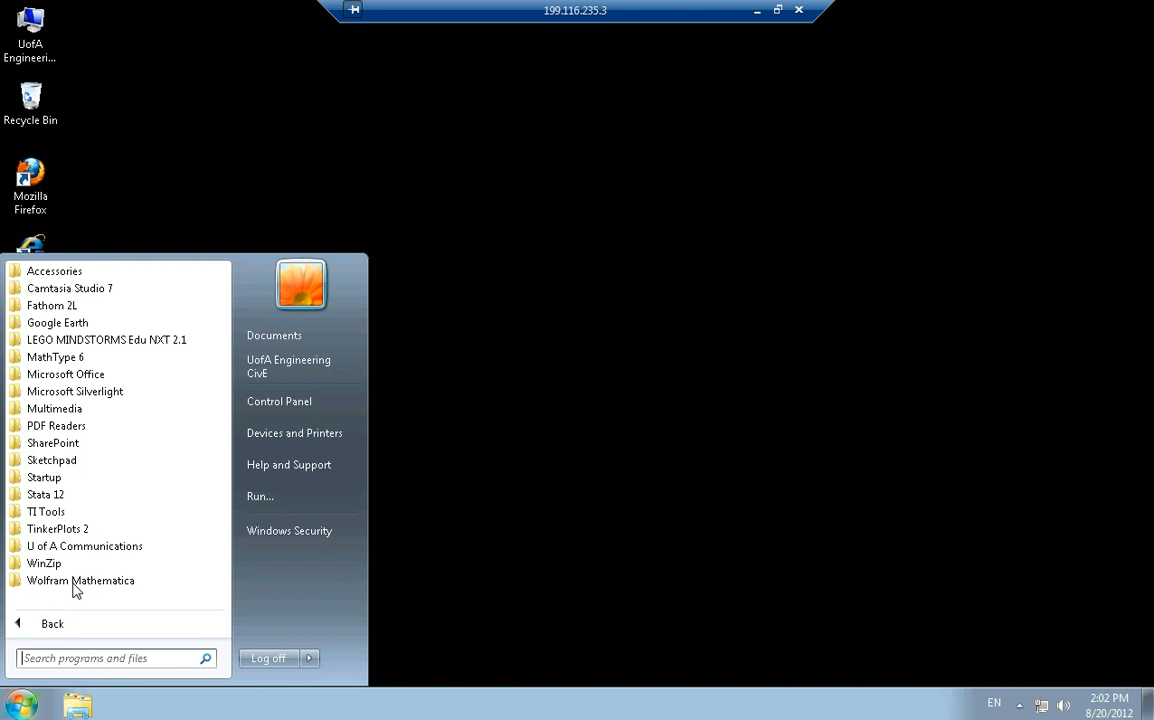 199.116.235.3
UofA
Engineeri...
Recycle Bin
Mozilla
Firefox
Accessories
Camtasia Studio 7
Fathom 2L
Google Earth
LEGO MINDSTORMS Edu NXT 2.1
MathType 6
Microsoft Office
Microsoft Silverlight
Multimedia
PDF Readers
SharePoint
Sketchpad
Startup
Stata 12
TI Tools
TinkerPlots 2
U of A Communications
WinZip
Wolfram Mathematica
Back
Search programs and files
Documents
UofA Engineering
CivE
Control Panel
Devices and Printers
Help and Support
Run...
Windows Security
Log off
EN
2:02 PM
8/20/2012